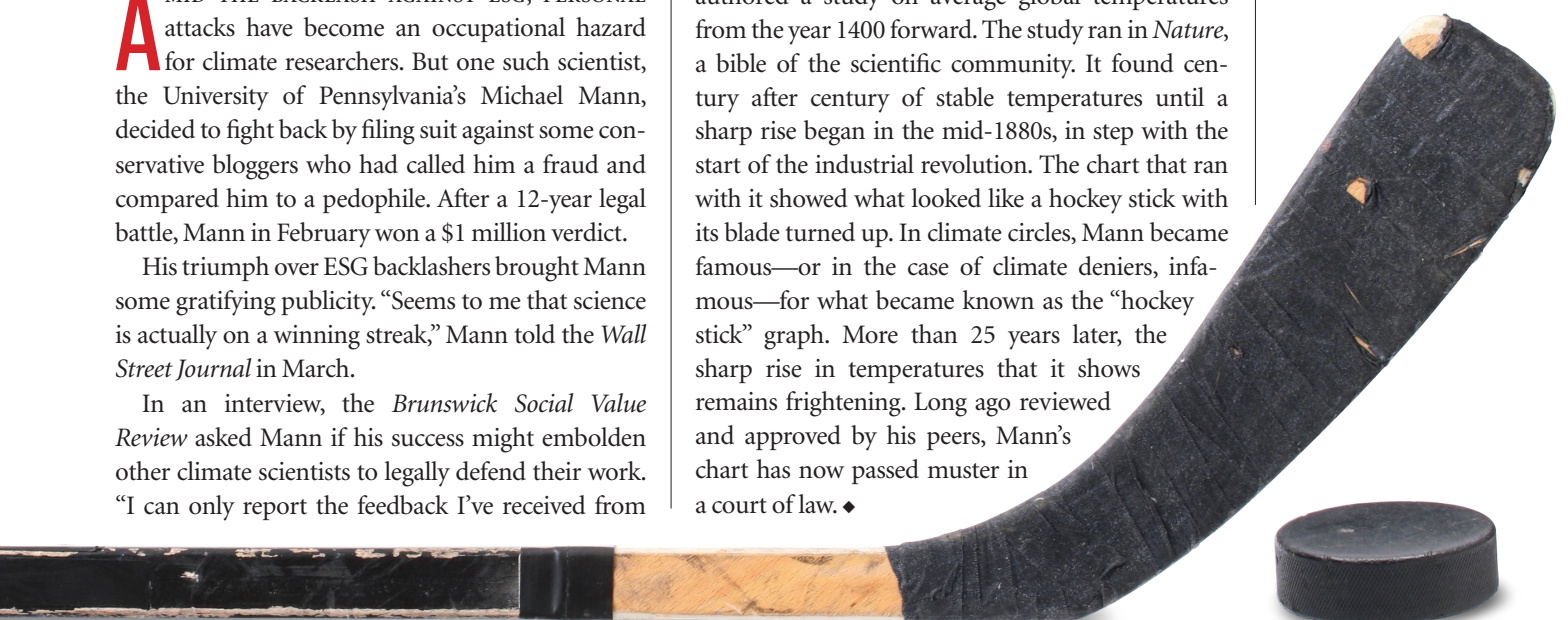 AMID THE BACKLASH AGAINST ESG, PERSONAL
attacks have become an occupational hazard
for climate researchers. But one such scientist,
the University of Pennsylvania's Michael Mann,
decided to fight back by filing suit against some con-
servative bloggers who had called him a fraud and
compared him to a pedophile. After a 12-year legal
battle, Mann in February won a $1 million verdict.
His triumph over ESG backlashers brought Mann
some gratifying publicity. “Seems to me that science
is actually on a winning streak,” Mann told the Wall
Street Journal in March.
In an interview, the Brunswick Social Value
Review asked Mann if his success might embolden
other climate scientists to legally defend their work.
“I can only report the feedback I've received from
authored a study on average global temperatures
from the year 1400 forward. The study ran in Nature,
a bible of the scientific community. It found cen-
tury after century of stable temperatures until a
sharp rise began in the mid-1880s, in step with the
start of the industrial revolution. The chart that ran
with it showed what looked like a hockey stick with
its blade turned up. In climate circles, Mann became
famous—or in the case of climate deniers, infa-
mous—for what became known as the “hockey
stick” graph. More than 25 years later, the
sharp rise in temperatures that it shows
remains frightening. Long ago reviewed
and approved by his peers, Mann's
chart has now passed muster in
a court of law. ◆